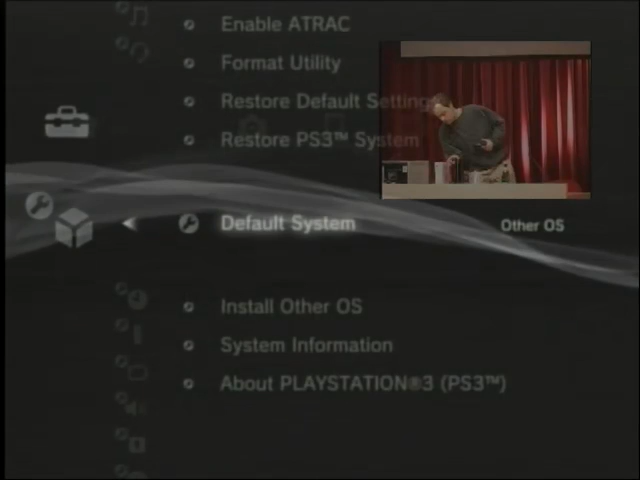 Enable ATRAC
Format Utility
Restore Default Setting
Restore PS3™ System
Default System
Other OS
Install Other OS
System Information
About PLAYSTATION®3 (PS3™)